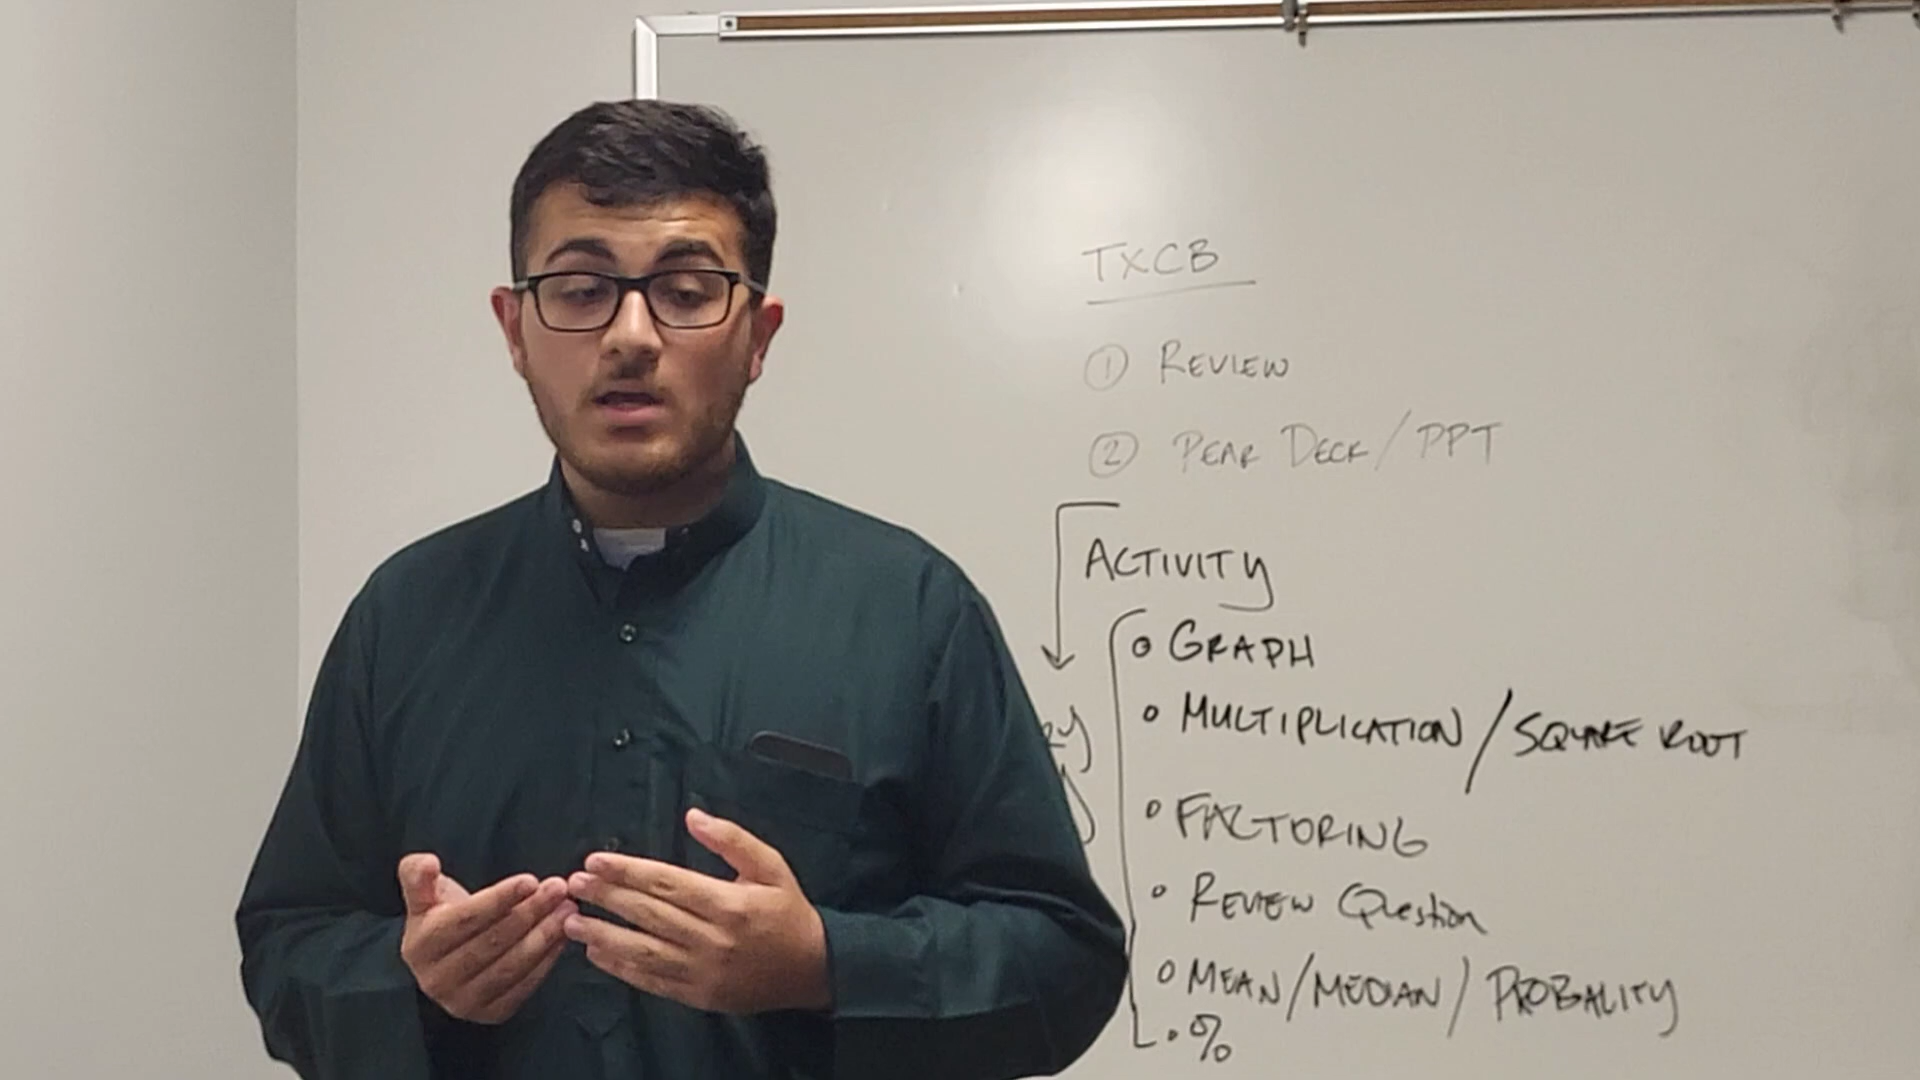 TXCB
① REVIEW
② PEAR DECK/PPT
ACTIVITY
o GRAPH
o MULTIPLICATION/SQUARE ROOT
o FACTORING
o REVIEW QUESTION
o MEAN/MEDIAN/PROBALITY
• %